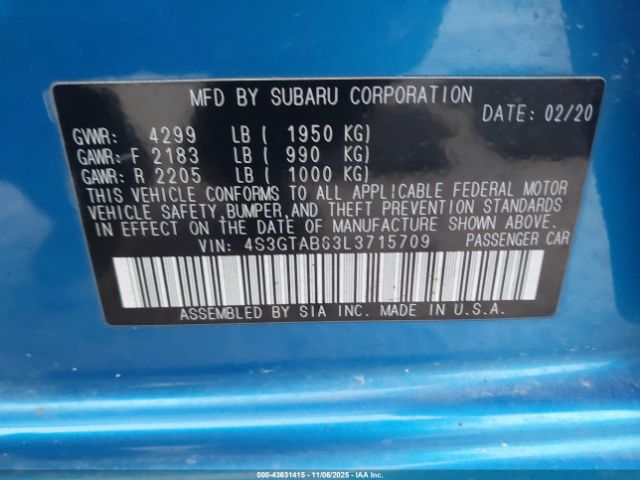 MFD BY SUBARU CORPORATION
DATE: 02/20
GVWR: 4299 LB ( 1950 KG)
GAWR: F 2183 LB ( 990 KG)
GAWR: R 2205 LB ( 1000 KG)
THIS VEHICLE CONFORMS TO ALL APPLICABLE FEDERAL MOTOR
VEHICLE SAFETY, BUMPER, AND THEFT PREVENTION STANDARDS
IN EFFECT ON THE DATE OF MANUFACTURE SHOWN ABOVE.
VIN: 4S3GTAB63L3715709 PASSENGER CAR
ASSEMBLED BY SIA INC. MADE IN U.S.A.
000-43631415 - 11/06/2025 - IAA Inc.